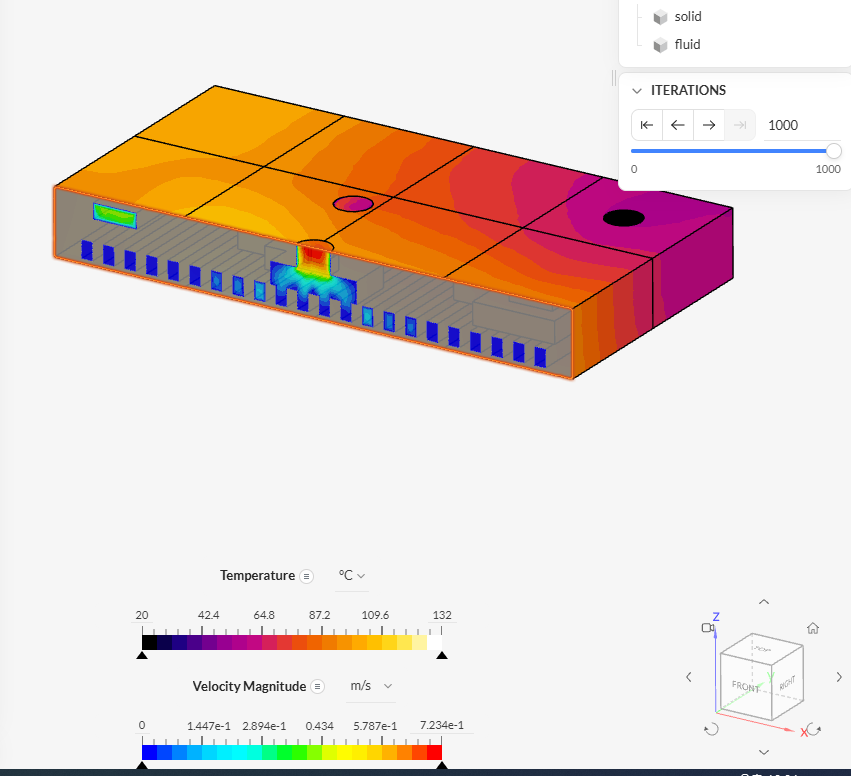 solid
fluid
ITERATIONS
1000
0 1000
Temperature °C
20 42.4 64.8 87.2 109.6 132
Velocity Magnitude m/s
0 1.447e-1 2.894e-1 0.434 5.787e-1 7.234e-1
Z
TOP
Y
FRONT
RIGHT
X